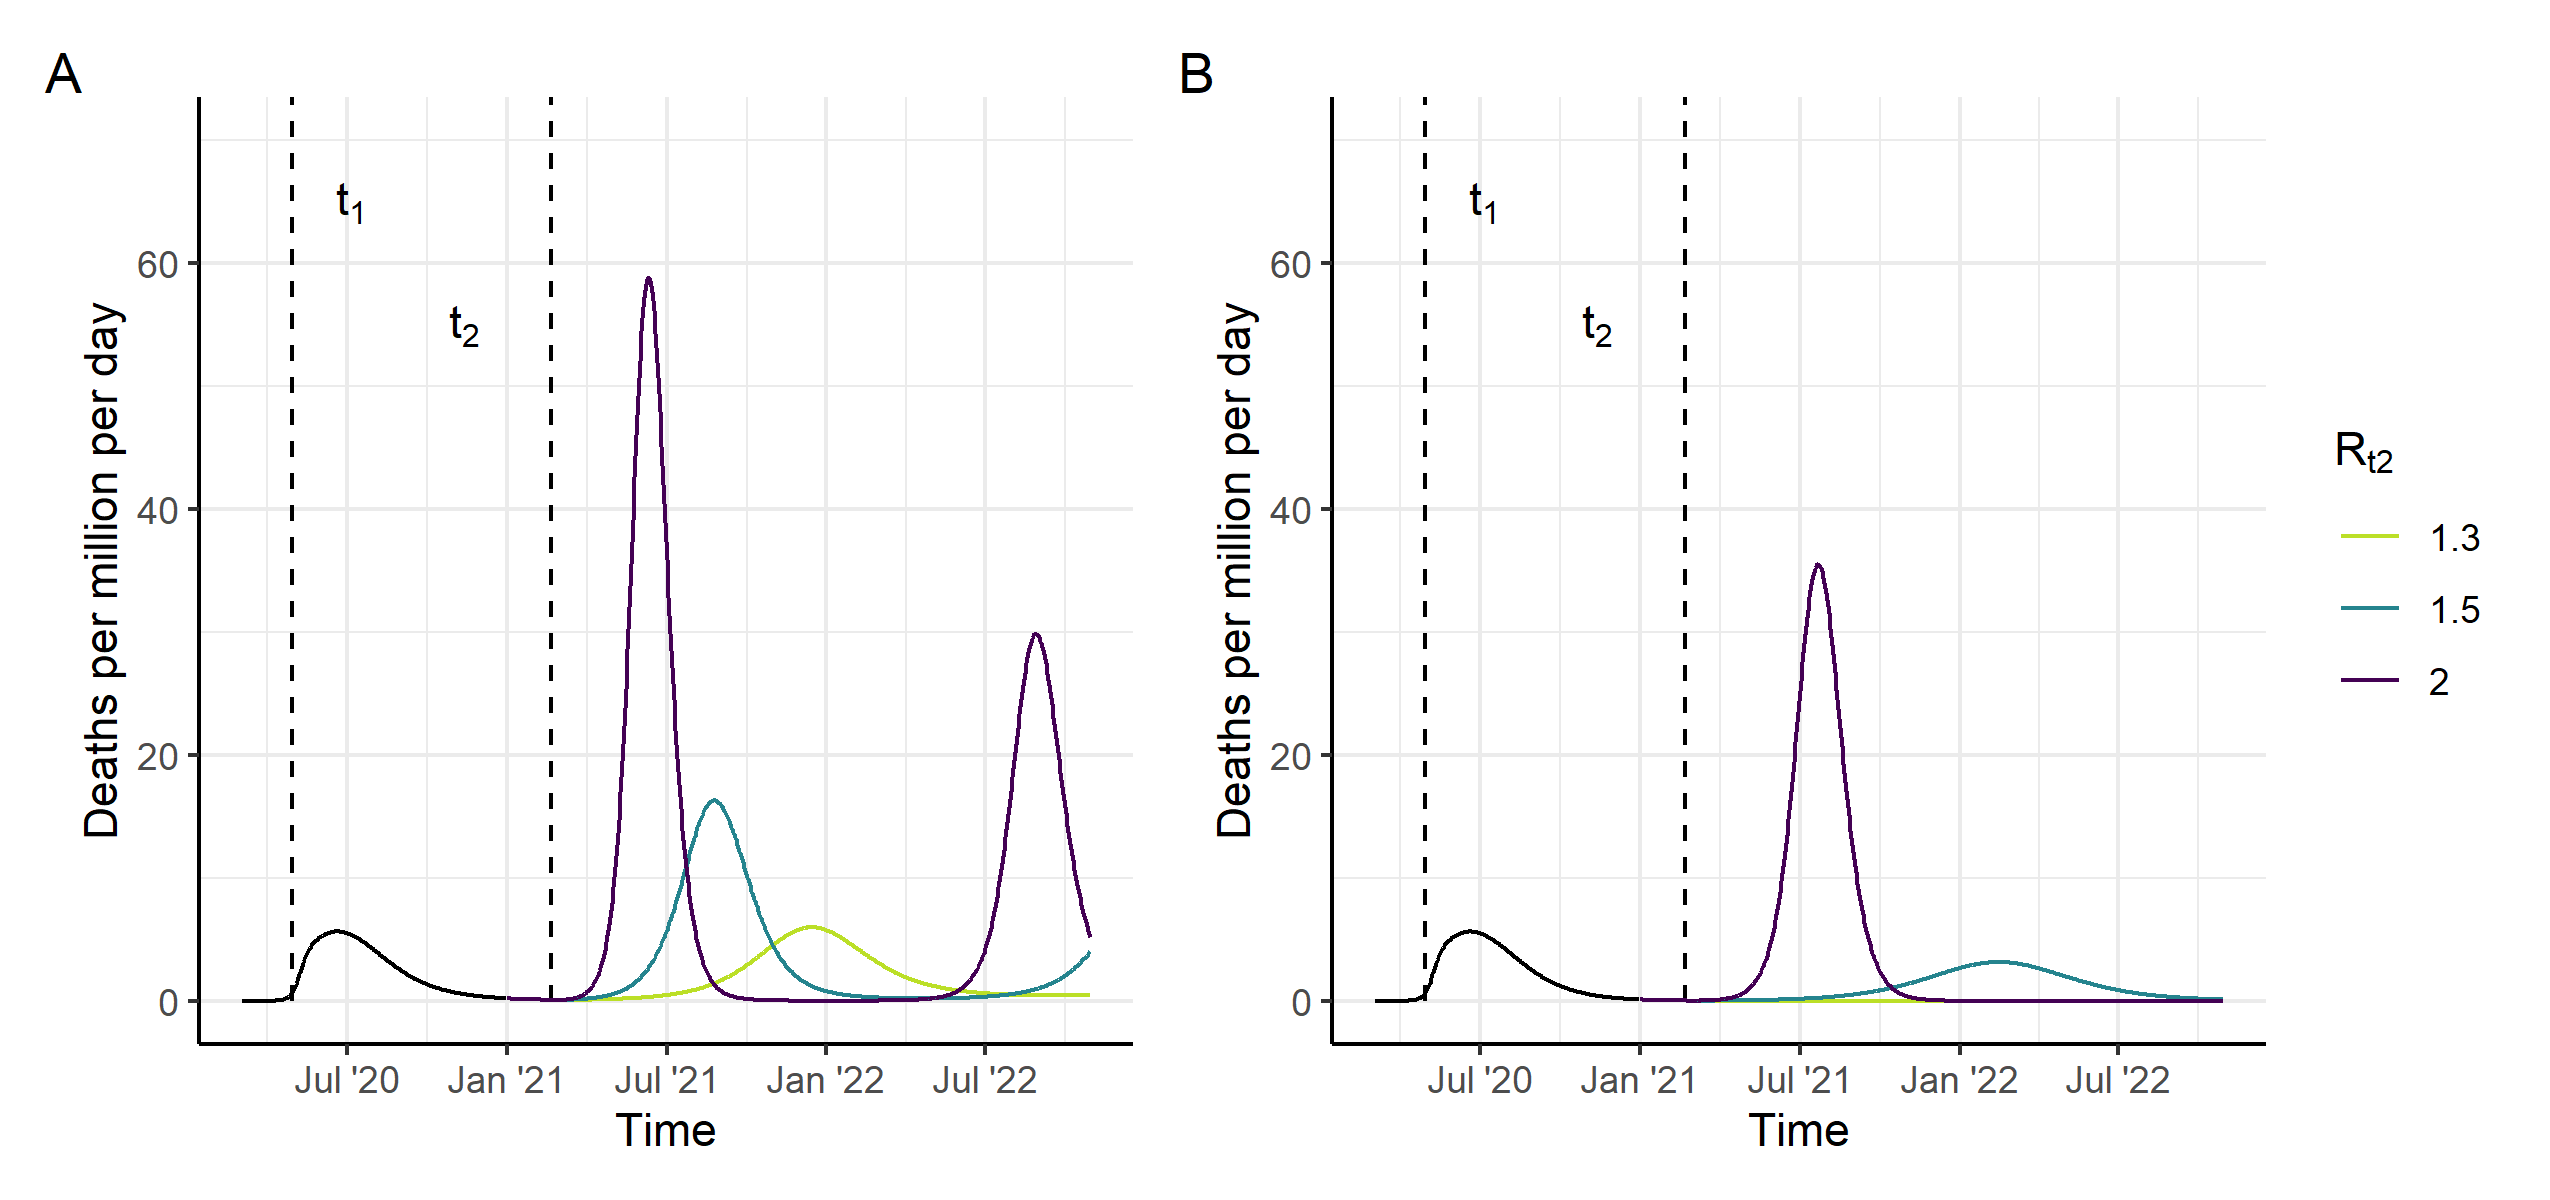 A
t1
t2
60
40
20
0
Deaths per million per day
Jul '20 Jan '21 Jul '21 Jan '22 Jul '22
Time
B
t1
t2
60
40
20
0
Deaths per million per day
Jul '20 Jan '21 Jul '21 Jan '22 Jul '22
Time
Rt2
1.3
1.5
2